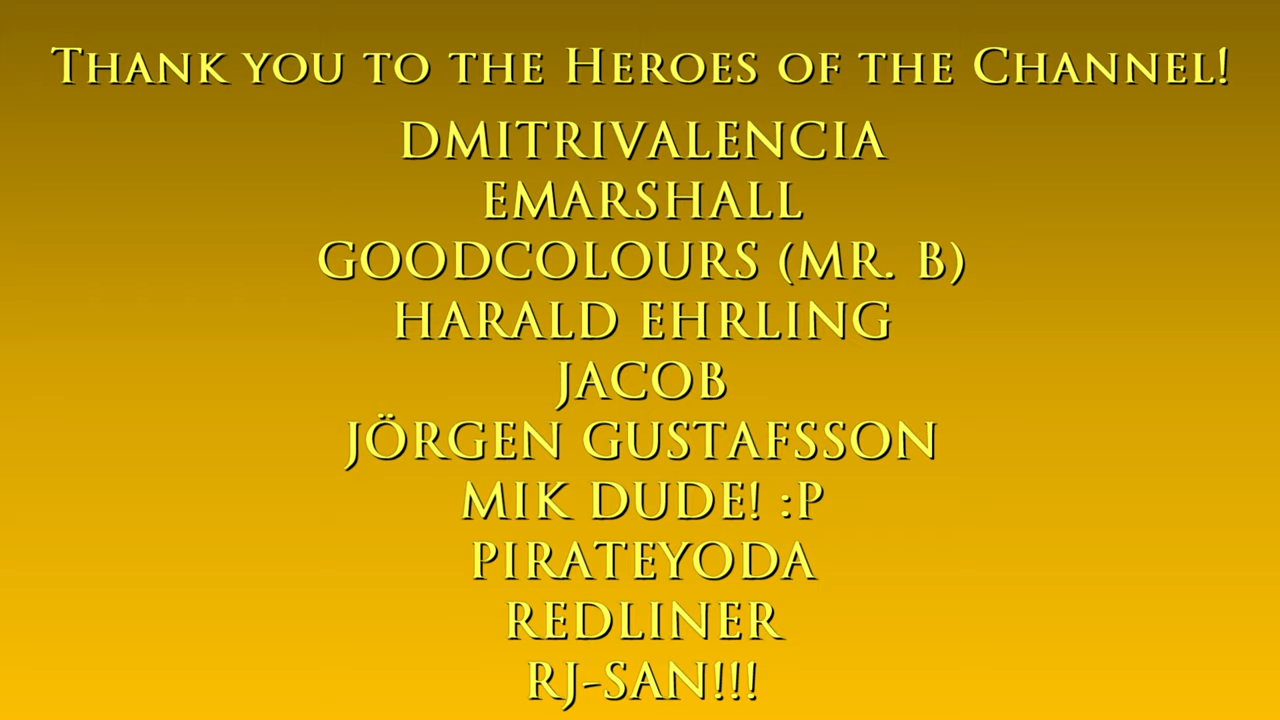 Thank you to the Heroes of the Channel!
DMITRIVALENCIA
EMARSHALL
GOODCOLOURS (MR. B)
HARALD EHRLING
JACOB
JÖRGEN GUSTAFSSON
MIK DUDE! :P
PIRATEYODA
REDLINER
RJ-SAN!!!